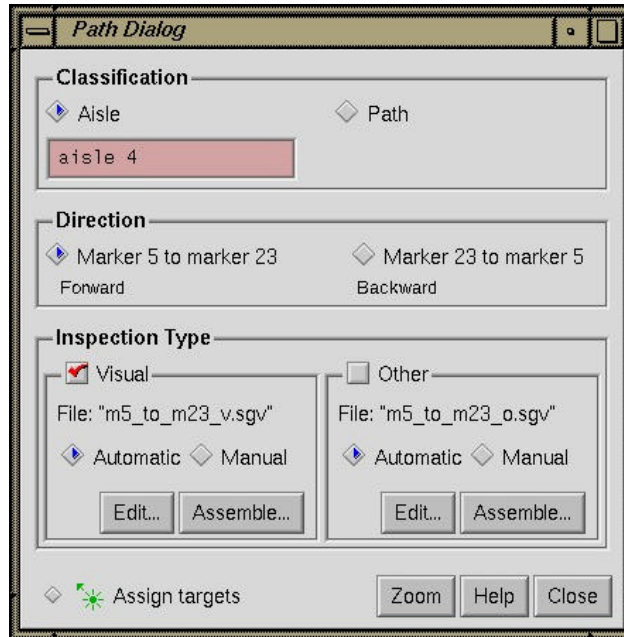 Path Dialog
Classification
Aisle Path
aisle 4
Direction
Marker 5 to marker 23 Marker 23 to marker 5
Forward Backward
Inspection Type
Visual Other
File: "m5_to_m23_v.sgv" File: "m5_to_m23_o.sgv"
Automatic Manual Automatic Manual
Edit... Assemble... Edit... Assemble...
Assign targets Zoom Help Close